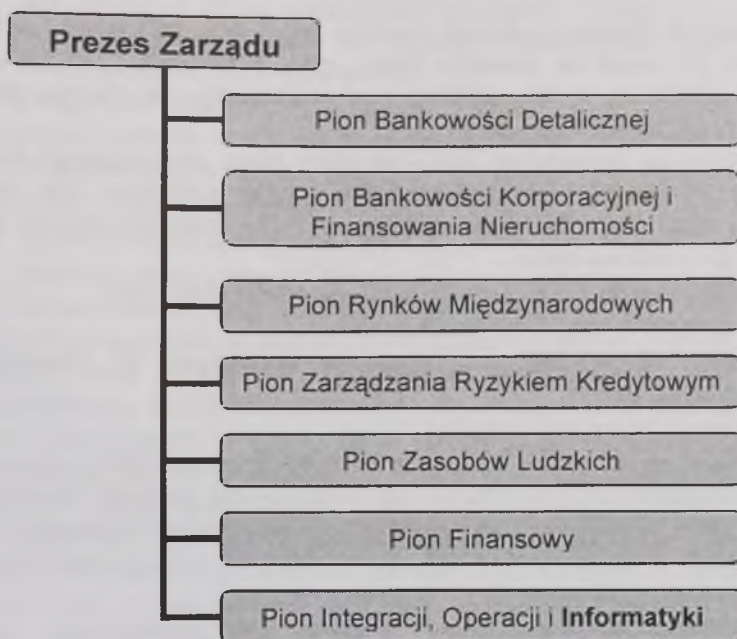 Prezes Zarządu
Pion Bankowości Detalicznej
Pion Bankowości Korporacyjnej i
Finansowania Nieruchomości
Pion Rynków Międzynarodowych
Pion Zarządzania Ryzykiem Kredytowym
Pion Zasobów Ludzkich
Pion Finansowy
Pion Integracji, Operacji i Informatyki